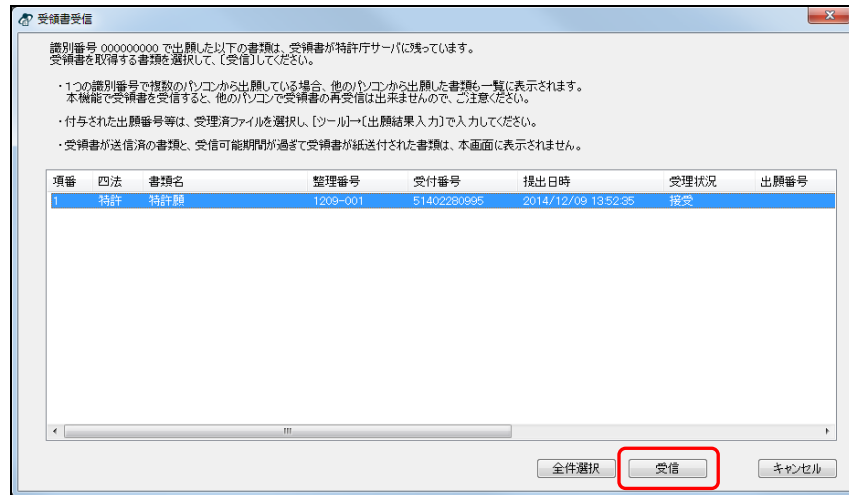 受領書受信
識別番号 000000000 で出願した以下の書類は、受領書が特許庁サーバに残っています。
受領書を取得する書類を選択して、[受信]してください。
・1つの識別番号で複数のパソコンから出願している場合、他のパソコンから出願した書類も一覧に表示されます。
本機能で受領書を受信すると、他のパソコンで受領書の再受信は出来ませんので、ご注意ください。
・付与された出願番号等は、受理済ファイルを選択し、[ツール]→[出願結果入力]で入力してください。
・受領書が送信済の書類と、受信可能期間が過ぎて受領書が紙送付された書類は、本画面に表示されません。
項番 四法 書類名 整理番号 受付番号 提出日時 受理状況 出願番号
1 特許 特許願 1209-001 51402280995 2014/12/09 13:52:35 接受
全件選択 受信 キャンセル